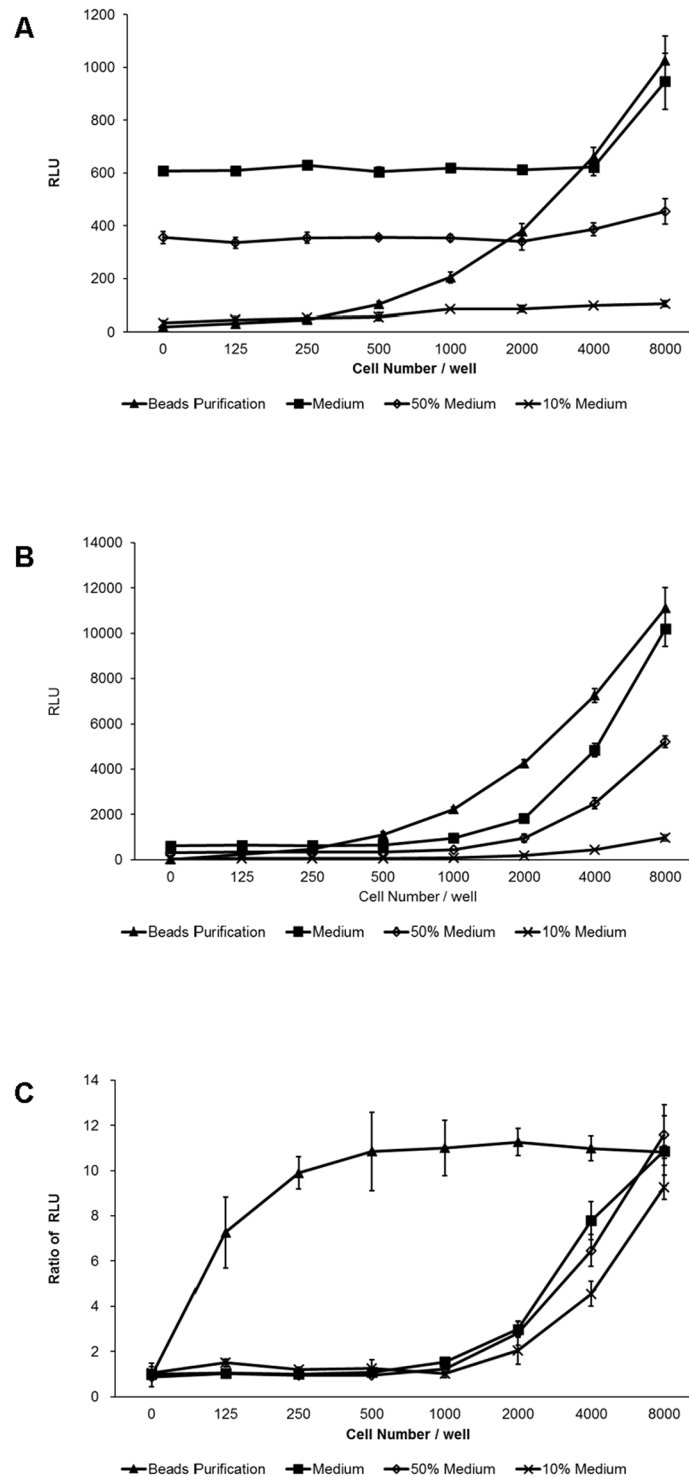 A
1200
1000
800
600
400
200
0
RLU
0 125 250 500 1000 2000 4000 8000
Cell Number / well
Beads Purification Medium 50% Medium 10% Medium
B
14000
12000
10000
8000
6000
4000
2000
0
RLU
0 125 250 500 1000 2000 4000 8000
Cell Number / well
Beads Purification Medium 50% Medium 10% Medium
C
14
12
10
8
6
4
2
0
Ratio of RLU
0 125 250 500 1000 2000 4000 8000
Cell Number / well
Beads Purification Medium 50% Medium 10% Medium